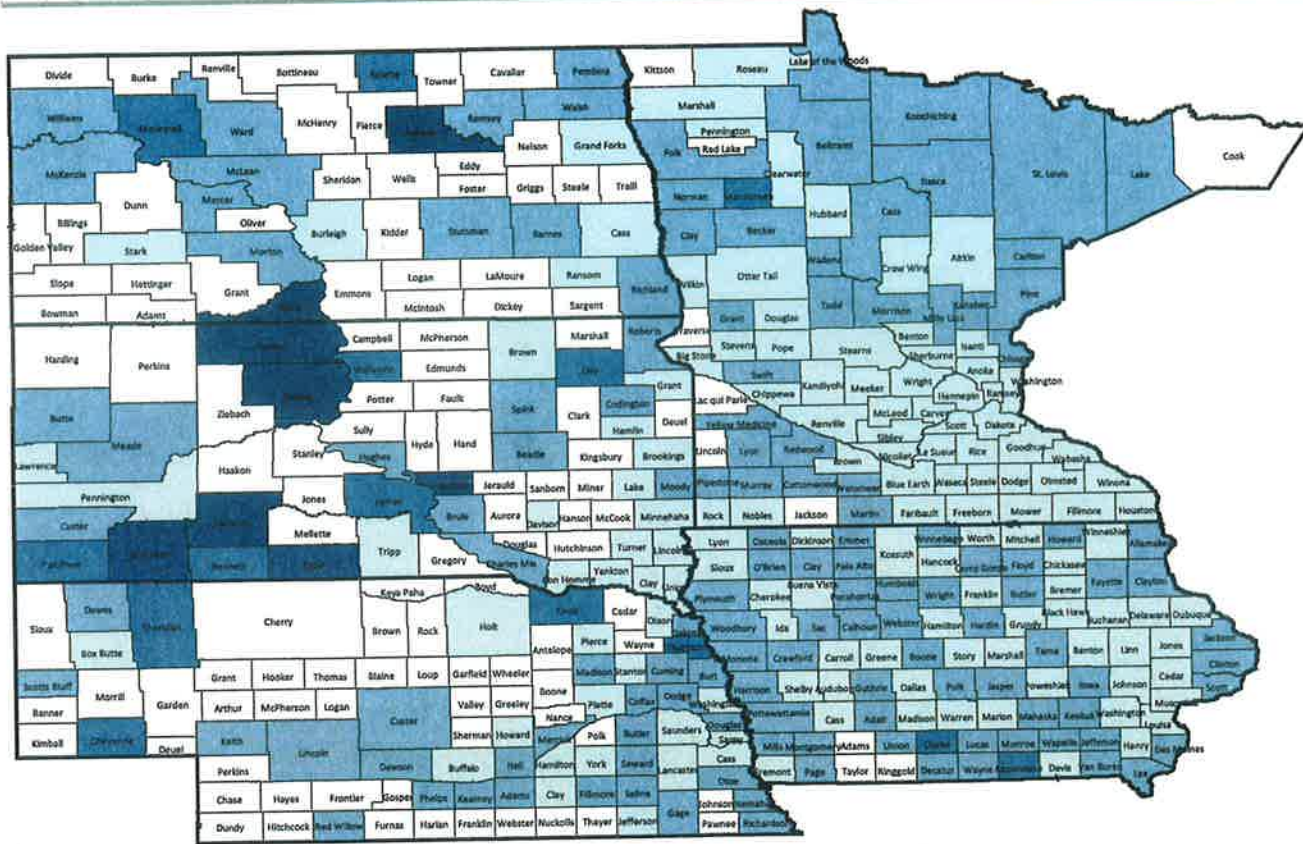 Divide
Burke
Renville
Bottineau
Rolette
Towner
Cavalier
Pembina
Kittson
Roseau
Lake of the Woods
Williams
Ward
McHenry
Pierce
Ramsey
Walsh
Marshall
Pennington
Red Lake
Polk
Beltrami
Koochiching
Cook
McKenzie
McLean
Sheridan
Wells
Eddy
Foster
Nelson
Grand Forks
Griggs
Steele
Traill
Clearwater
Itasca
St. Louis
Lake
Dunn
Mercer
Oliver
Norman
Hubbard
Cass
Billings
Golden Valley
Stark
Morton
Burleigh
Kidder
Stutsman
Barnes
Cass
Clay
Becker
Wadena
Crow Wing
Aitkin
Carlton
Slope
Hettinger
Grant
Emmons
Logan
LaMoure
Ransom
Richland
Wilkin
Otter Tail
Todd
Morrison
Mille Lacs
Kanabec
Pine
Bowman
Adams
McIntosh
Dickey
Sargent
Grant
Douglas
Harding
Perkins
Campbell
McPherson
Brown
Marshall
Roberts
Traverse
Big Stone
Stevens
Pope
Stearns
Benton
Sherburne
Isanti
Anoka
Washington
Walworth
Edmunds
Day
Grant
Swift
Chippewa
Kandiyohi
Meeker
Wright
Hennepin
Ramsey
Butte
Meade
Ziebach
Potter
Faulk
Spink
Clark
Codington
Hamlin
Deuel
Lac qui Parle
Yellow Medicine
Renville
McLeod
Carver
Scott
Dakota
Sibley
Lawrence
Haakon
Stanley
Sully
Hughes
Hyde
Hand
Beadle
Kingsbury
Brookings
Lincoln
Lyon
Redwood
Brown
Nicollet
Le Sueur
Rice
Goodhue
Wabasha
Pennington
Jones
Lyman
Jerauld
Sanborn
Miner
Lake
Moody
Pipestone
Murray
Cottonwood
Watonwan
Blue Earth
Waseca
Steele
Dodge
Olmsted
Winona
Custer
Mellette
Brule
Aurora
Davison
Hanson
McCook
Minnehaha
Rock
Nobles
Jackson
Martin
Faribault
Freeborn
Mower
Fillmore
Houston
Bennett
Todd
Tripp
Gregory
Douglas
Charles Mix
Hutchinson
Turner
Lincoln
Bon Homme
Yankton
Clay
Union
Lyon
Osceola
Dickinson
Emmet
Kossuth
Winnebago
Worth
Mitchell
Howard
Winneshiek
Allamakee
Sioux
O'Brien
Clay
Palo Alto
Hancock
Cerro Gordo
Floyd
Chickasaw
Plymouth
Cherokee
Buena Vista
Pocahontas
Humboldt
Wright
Franklin
Butler
Bremer
Fayette
Clayton
Sioux
Dawes
Sheridan
Cherry
Keya Paha
Boyd
Brown
Rock
Holt
Knox
Cedar
Dixon
Dakota
Woodbury
Ida
Sac
Calhoun
Webster
Hamilton
Hardin
Grundy
Black Hawk
Buchanan
Delaware
Dubuque
Box Butte
Antelope
Pierce
Wayne
Monona
Crawford
Carroll
Greene
Boone
Story
Marshall
Tama
Benton
Linn
Jones
Jackson
Scotts Bluff
Morrill
Garden
Grant
Hooker
Thomas
Blaine
Loup
Garfield
Wheeler
Madison
Stanton
Cuming
Burt
Harrison
Shelby
Audubon
Guthrie
Dallas
Polk
Jasper
Poweshiek
Iowa
Johnson
Cedar
Clinton
Scott
Banner
Arthur
McPherson
Logan
Custer
Valley
Greeley
Boone
Nance
Platte
Colfax
Dodge
Washington
Douglas
Pottawattamie
Cass
Adair
Madison
Warren
Marion
Mahaska
Keokuk
Washington
Louisa
Kimball
Cheyenne
Deuel
Keith
Lincoln
Sherman
Howard
Merrick
Polk
Butler
Saunders
Sarpy
Mills
Montgomery
Adams
Union
Clarke
Lucas
Monroe
Wapello
Jefferson
Henry
Des Moines
Perkins
Dawson
Buffalo
Hall
Hamilton
York
Seward
Lancaster
Cass
Otoe
Fremont
Page
Taylor
Ringgold
Decatur
Wayne
Appanoose
Davis
Van Buren
Lee
Chase
Hayes
Frontier
Gosper
Phelps
Kearney
Adams
Clay
Fillmore
Saline
Gage
Johnson
Nemaha
Dundy
Hitchcock
Red Willow
Furnas
Harlan
Franklin
Webster
Nuckolls
Thayer
Jefferson
Pawnee
Richardson